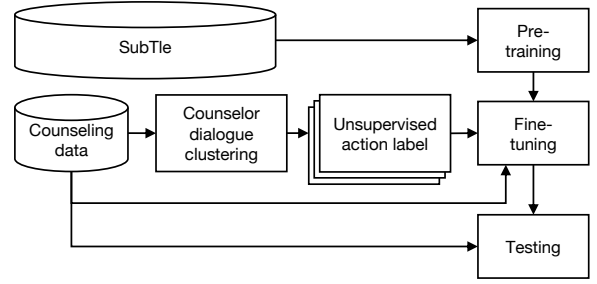 SubTle
Pre-
training
Counseling
data
Counselor
dialogue
clustering
Unsupervised
action label
Fine-
tuning
Testing